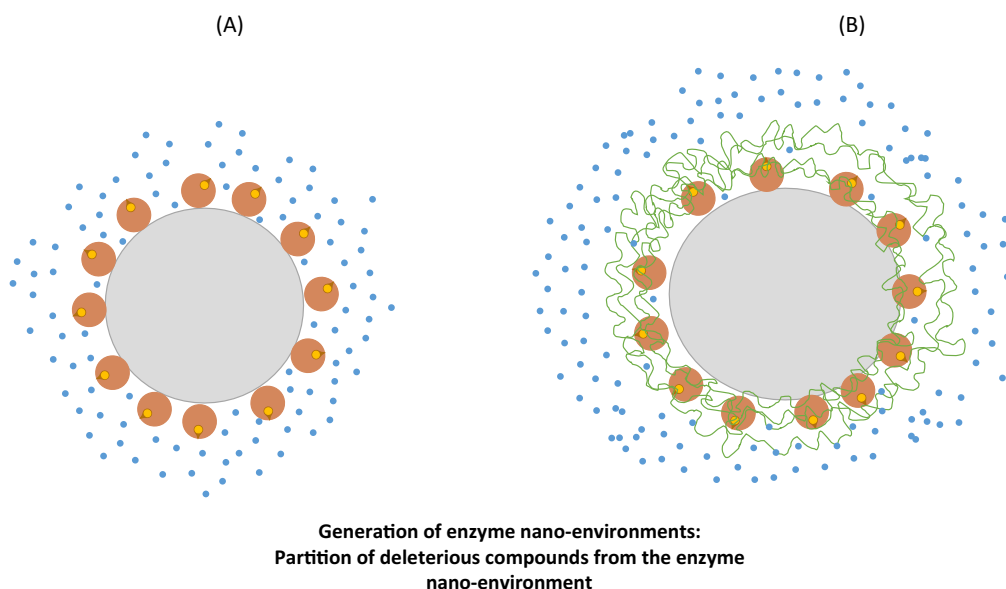 (A)
(B)
Generation of enzyme nano-environments:
Partition of deleterious compounds from the enzyme
nano-environment